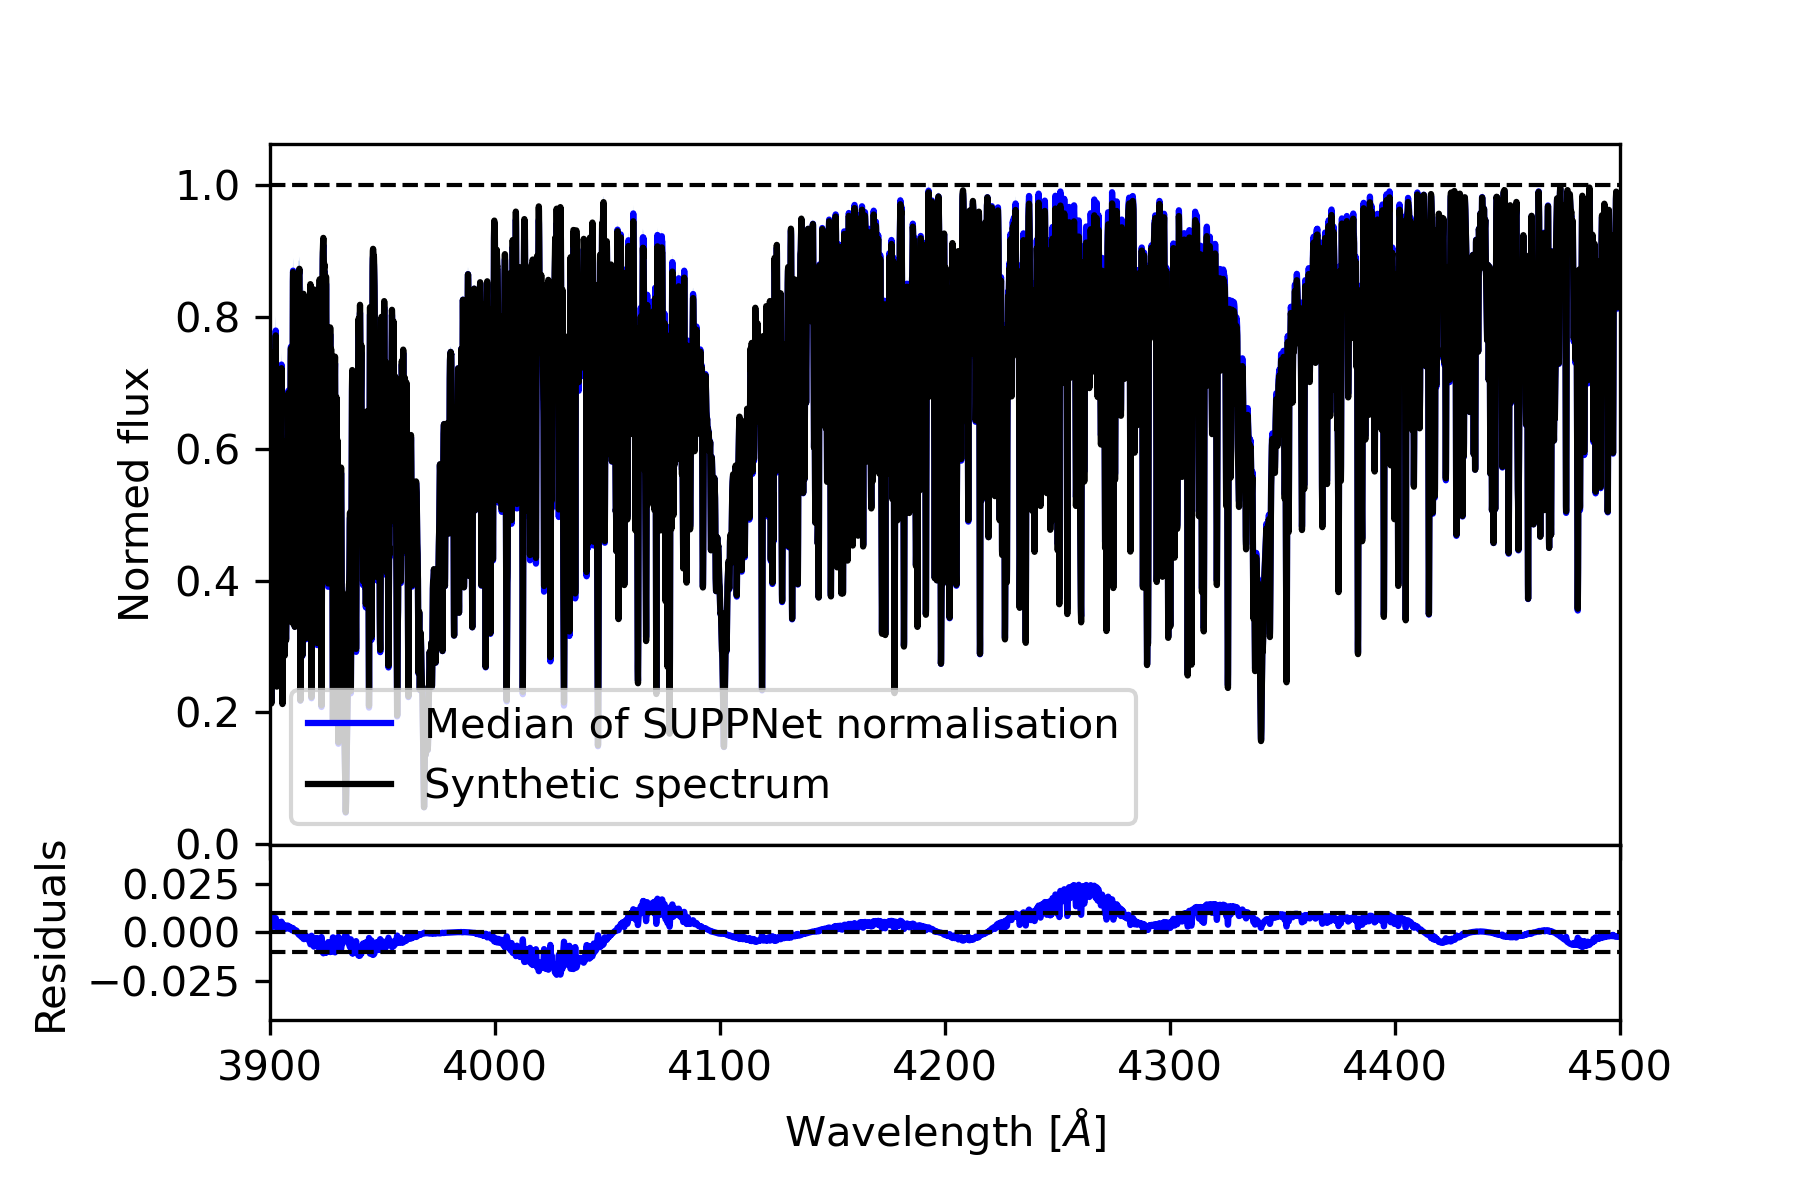 Normed flux
1.0
0.8
0.6
0.4
0.2
0.0
Median of SUPPNet normalisation
Synthetic spectrum
Residuals
0.025
0.000
−0.025
3900 4000 4100 4200 4300 4400 4500
Wavelength [Å]